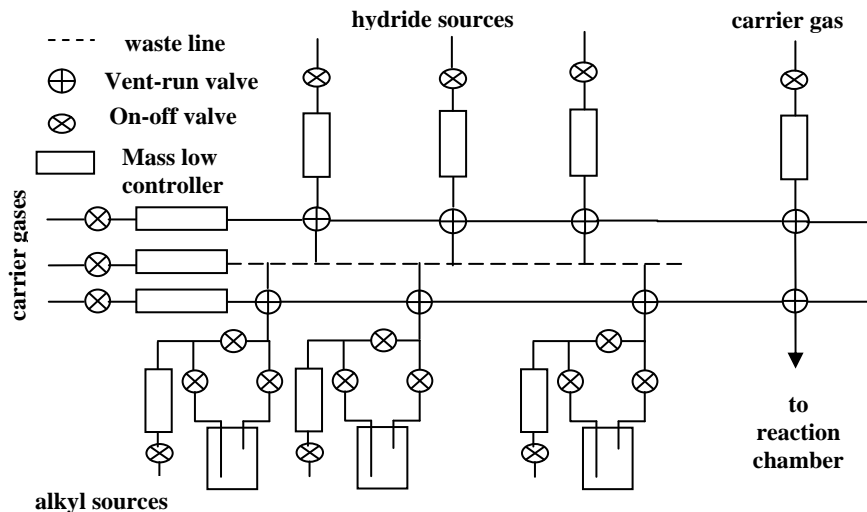 hydride sources
carrier gas
waste line
Vent-run valve
On-off valve
Mass low
controller
carrier gases
to
reaction
chamber
alkyl sources